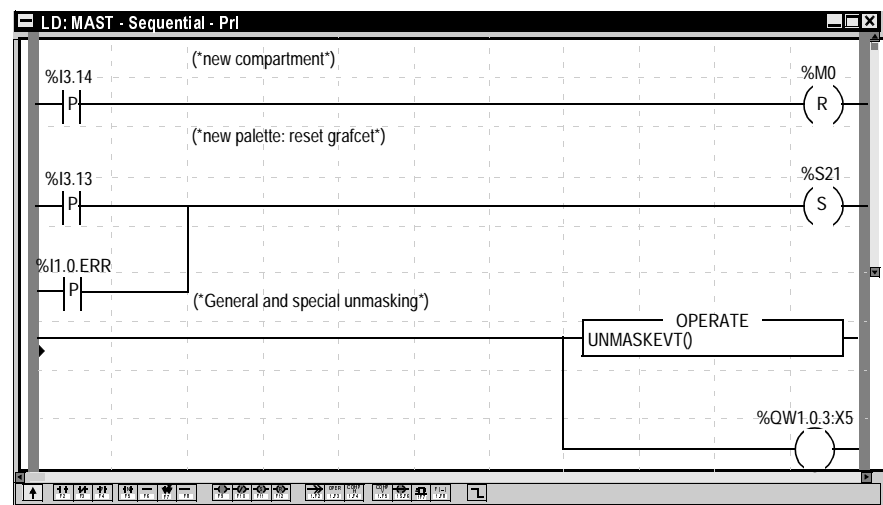 LD: MAST - Sequential - Prl
(*new compartment*)
%I3.14
%M0
P
R
(*new palette: reset grafcet*)
%I3.13
%S21
P
S
%I1.0.ERR
P
(*General and special unmasking*)
OPERATE
UNMASKEVT()
%QW1.0.3:X5